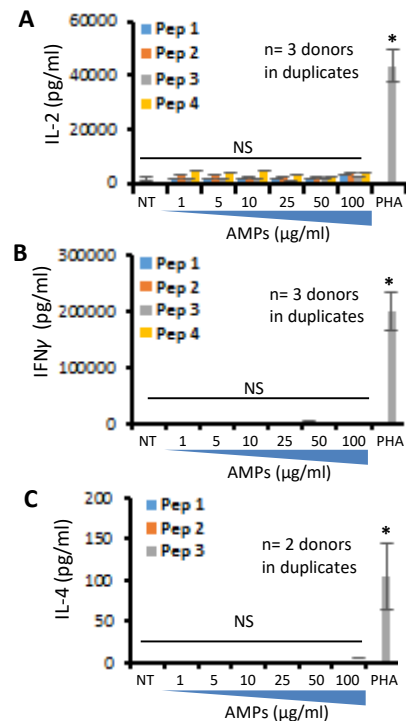 A
Pep 1
Pep 2
Pep 3
Pep 4
n= 3 donors
in duplicates
*
IL-2 (pg/ml)
60000
40000
20000
0
NS
NT 1 5 10 25 50 100 PHA
AMPs (µg/ml)
B
Pep 1
Pep 2
Pep 3
Pep 4
n= 3 donors
in duplicates
*
IFNγ (pg/ml)
300000
200000
100000
0
NS
NT 1 5 10 25 50 100 PHA
AMPs (µg/ml)
C
Pep 1
Pep 2
Pep 3
n= 2 donors
in duplicates
*
IL-4 (pg/ml)
200
150
100
50
0
NS
NT 1 5 10 25 50 100 PHA
AMPs (µg/ml)